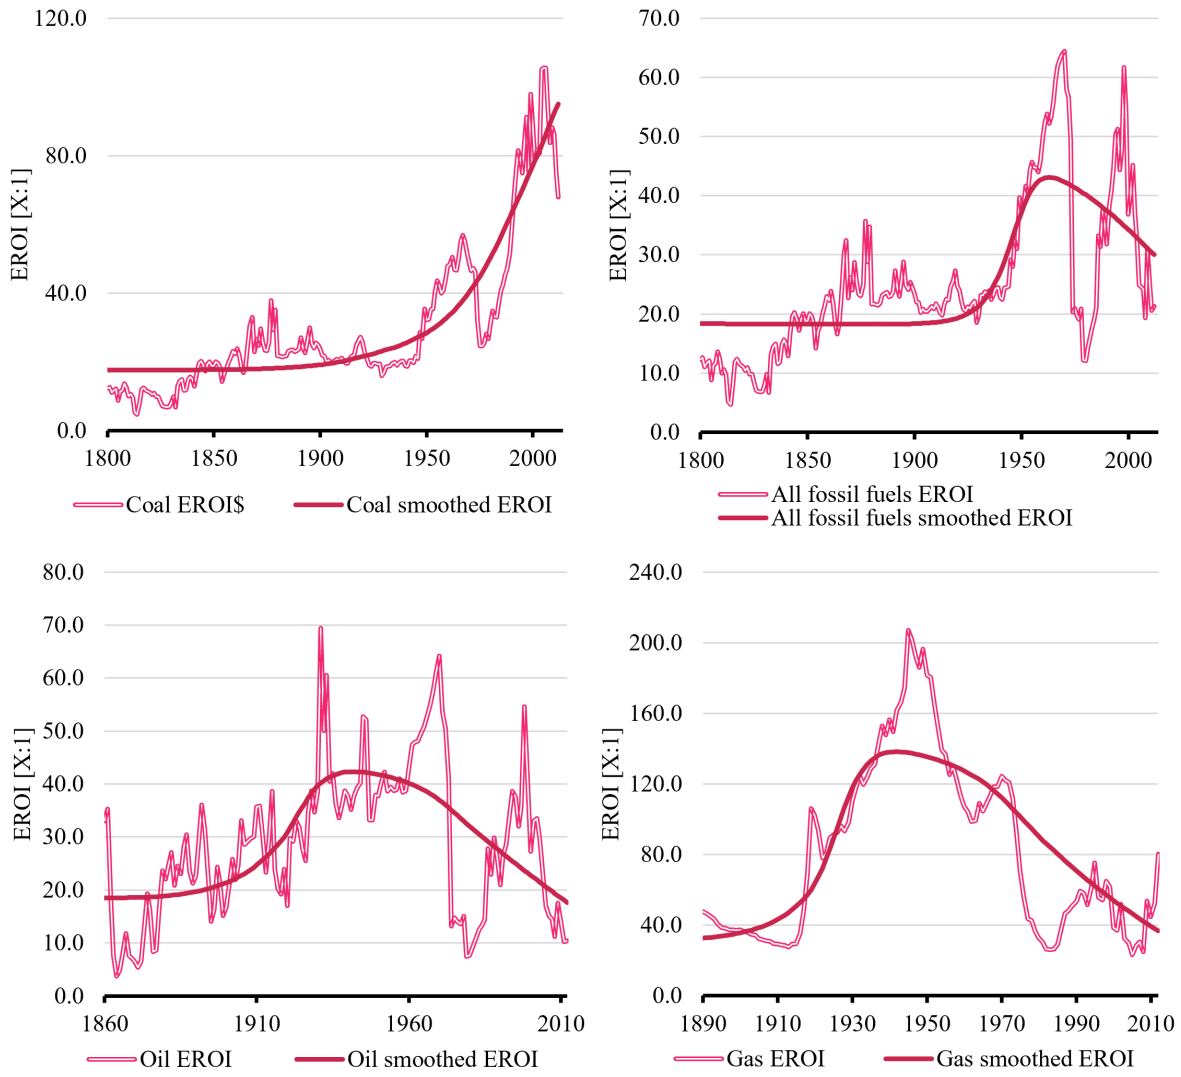 120.0
80.0
40.0
0.0
EROI [X:1]
1800 1850 1900 1950 2000
Coal EROI$ Coal smoothed EROI
70.0
60.0
50.0
40.0
30.0
20.0
10.0
0.0
EROI [X:1]
1800 1850 1900 1950 2000
All fossil fuels EROI
All fossil fuels smoothed EROI
80.0
70.0
60.0
50.0
40.0
30.0
20.0
10.0
0.0
EROI [X:1]
1860 1910 1960 2010
Oil EROI Oil smoothed EROI
240.0
200.0
160.0
120.0
80.0
40.0
0.0
EROI [X:1]
1890 1910 1930 1950 1970 1990 2010
Gas EROI Gas smoothed EROI